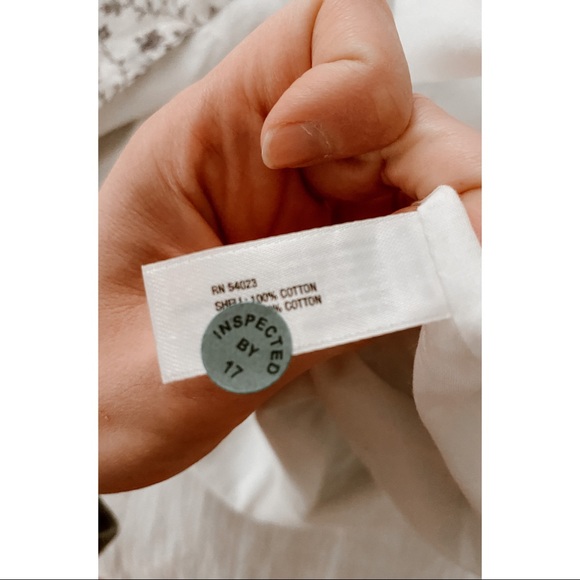 RN 54023
SHELL: 100% COTTON
% COTTON
INSPECTED
BY
17